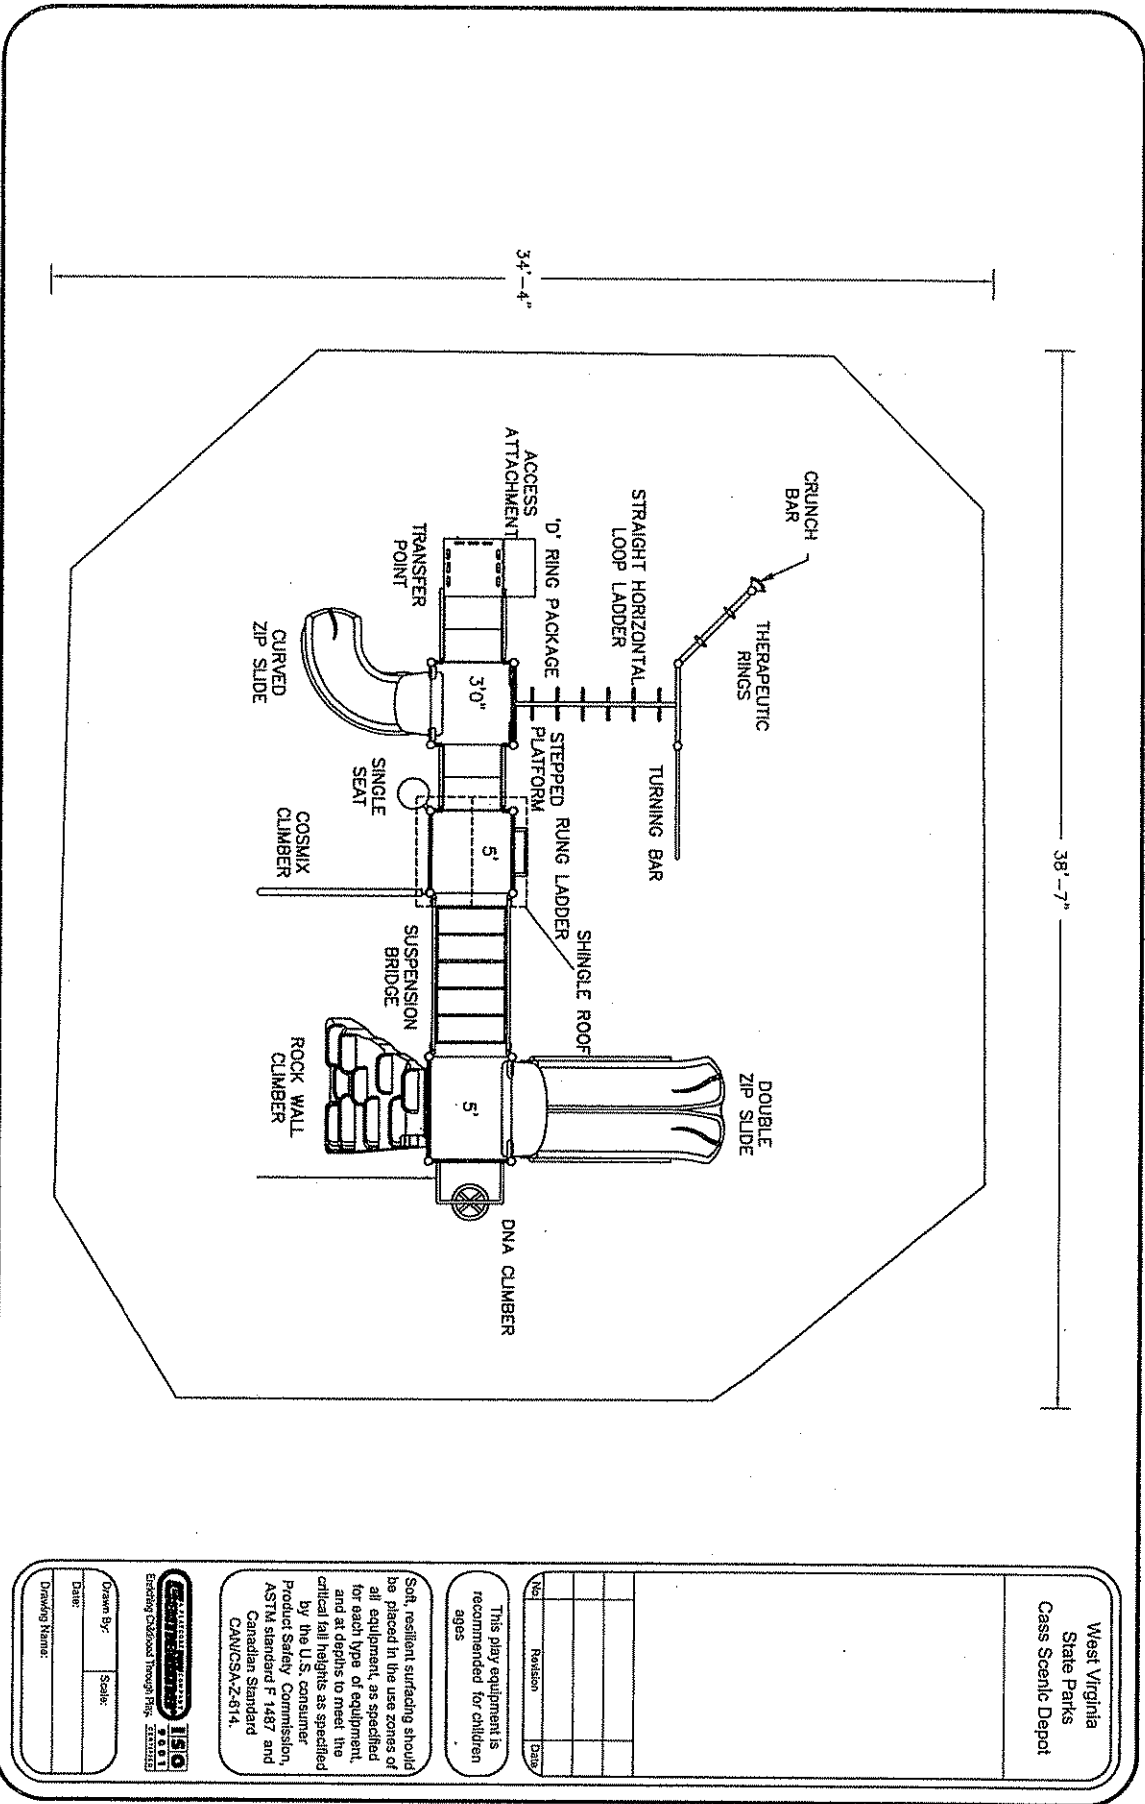 38'-7"
34'-4"
CRUNCH
BAR
THERAPEUTIC
RINGS
TURNING BAR
STRAIGHT HORIZONTAL
LOOP LADDER
'D' RING PACKAGE
ACCESS
ATTACHMENT
TRANSFER
POINT
CURVED
ZIP SLIDE
3'0"
STEPPED
PLATFORM
RUNG LADDER
SHINGLE ROOF
SINGLE
SEAT
5'
COSMIX
CLIMBER
SUSPENSION
BRIDGE
ROCK WALL
CLIMBER
5'
DOUBLE
ZIP SLIDE
DNA CLIMBER
West Virginia
State Parks
Cass Scenic Depot
No.
Revision
Date
This play equipment is
recommended for children
ages
Soft, resilient surfacing should
be placed in the use zones of
all equipment, as specified
for each type of equipment,
and at depths to meet the
critical fall heights as specified
by the U.S. consumer
Product Safety Commission,
ASTM standard F 1487 and
Canadian Standard
CAN/CSA-Z-614.
Enriching Childhood Through Play.
ISO
9001
CERTIFIED
Drawn By:
Scale:
Date:
Drawing Name: